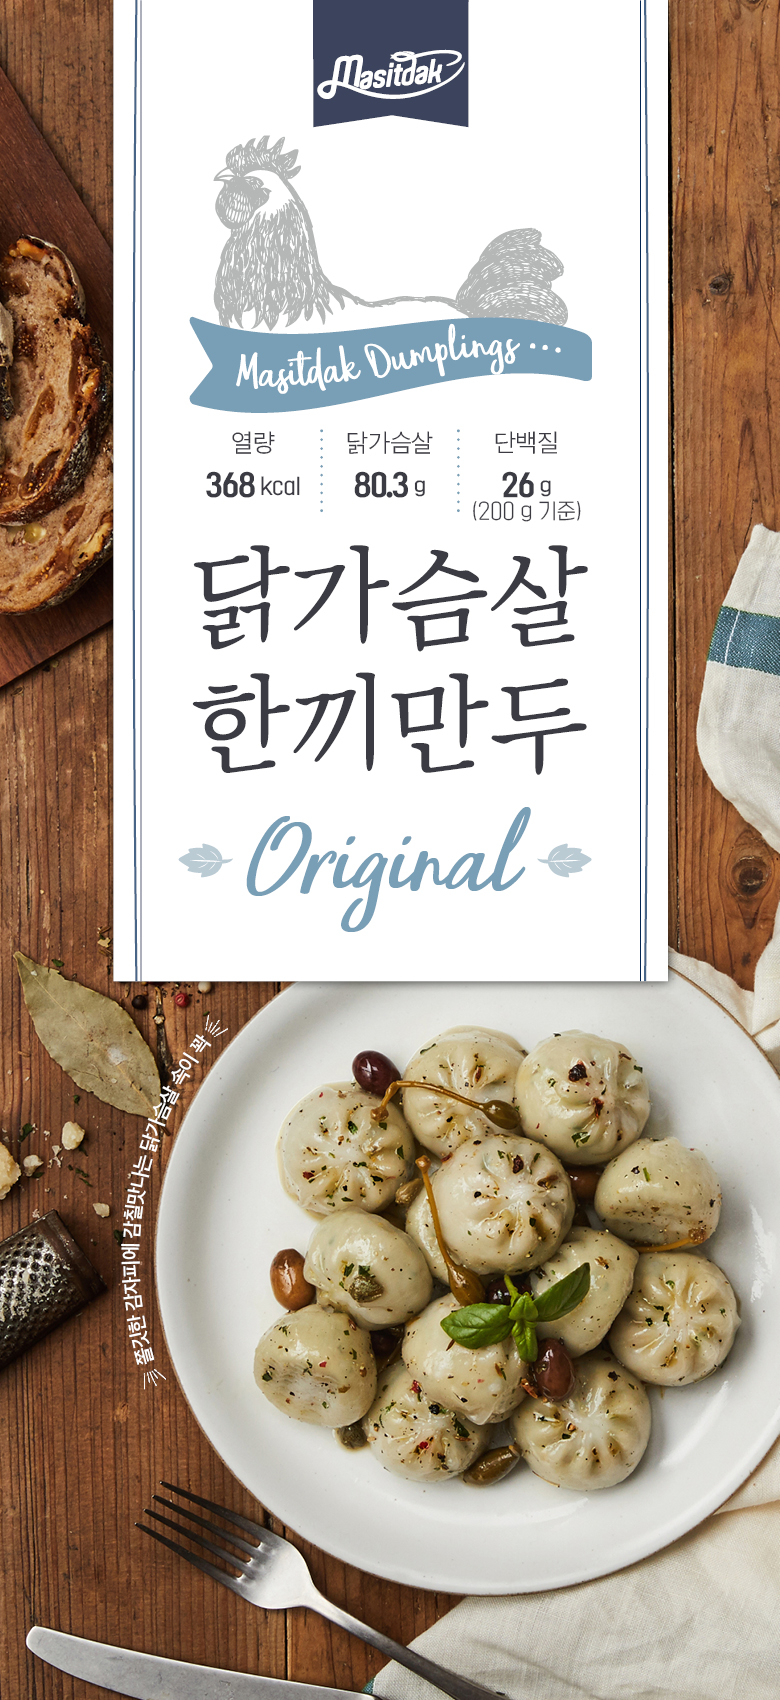 Masitdak
Masitdak Dumplings ...
열량
368 kcal
닭가슴살
80.3 g
단백질
26 g
(200 g 기준)
닭가슴살
한끼만두
Original
쫄깃한 감자피에 감칠맛나는 닭가슴살 속이 꽉